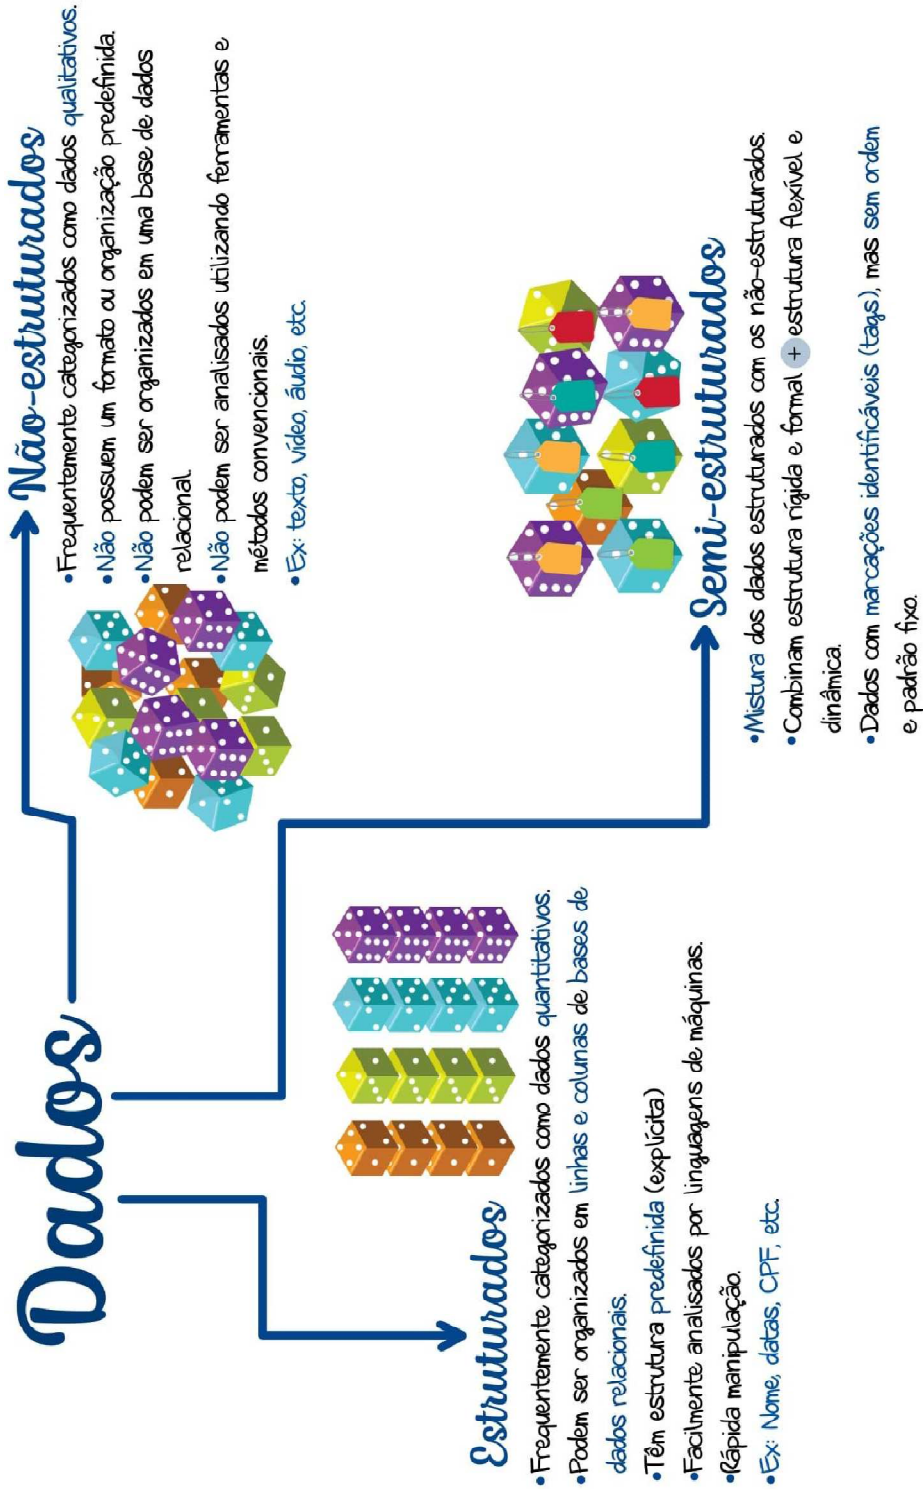 Dados
Estruturados
•Frequentemente categorizados como dados quantitativos.
•Podem ser organizados em linhas e colunas de bases de
dados relacionais.
•Têm estrutura predefinida (explícita)
•Facilmente analisados por linguagens de máquinas.
•Rápida manipulação.
•Ex: Nome, datas, CPF, etc.
Não-estruturados
•Frequentemente categorizados como dados qualitativos.
•Não possuem um formato ou organização predefinida.
•Não podem ser organizados em uma base de dados
relacional.
•Não podem ser analisados utilizando ferramentas e
métodos convencionais.
•Ex: texto, vídeo, áudio, etc.
Semi-estruturados
•Mistura dos dados estruturados com os não-estruturados.
•Combinam estrutura rígida e formal + estrutura flexível e
dinâmica.
•Dados com marcações identificáveis (tags), mas sem ordem
e padrão fixo.